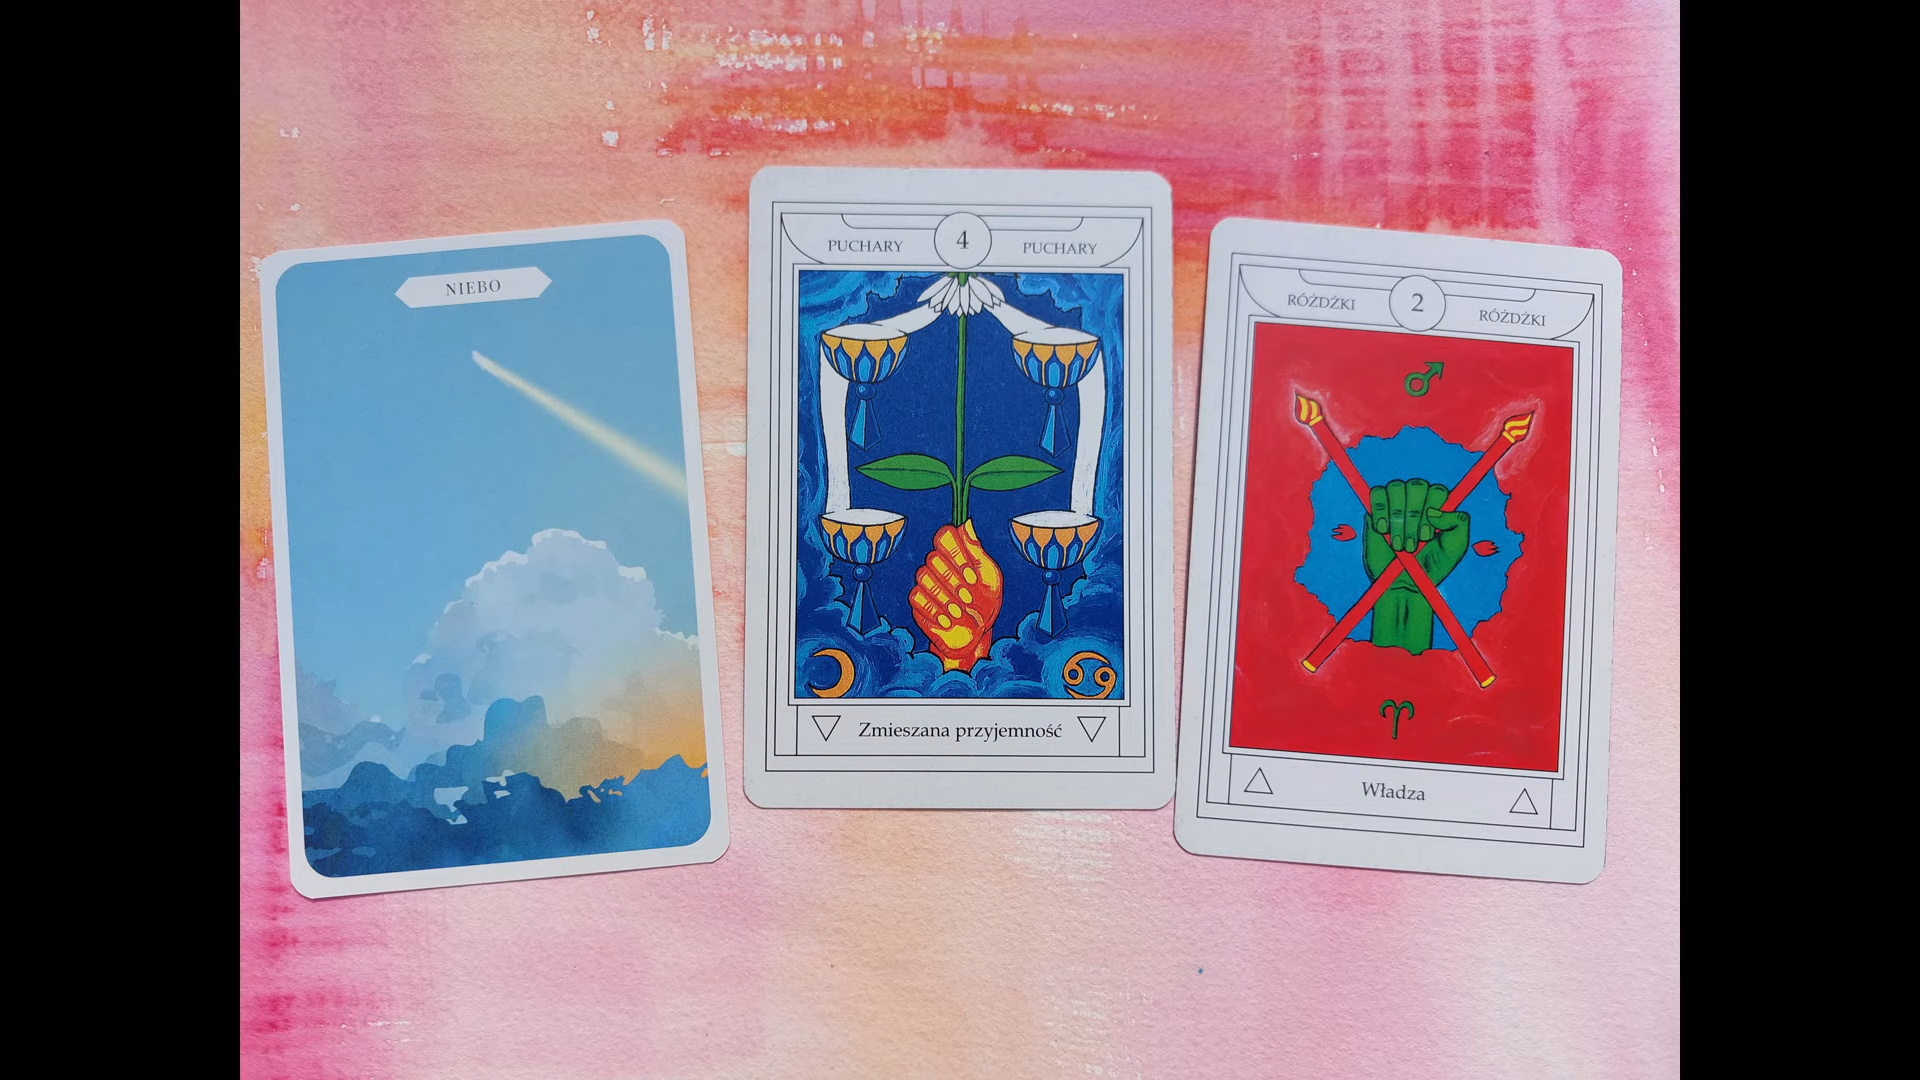 NIEBO
PUCHARY 4 PUCHARY
Zmieszana przyjemność
RÓŻDŻKI 2 RÓŻDŻKI
Władza